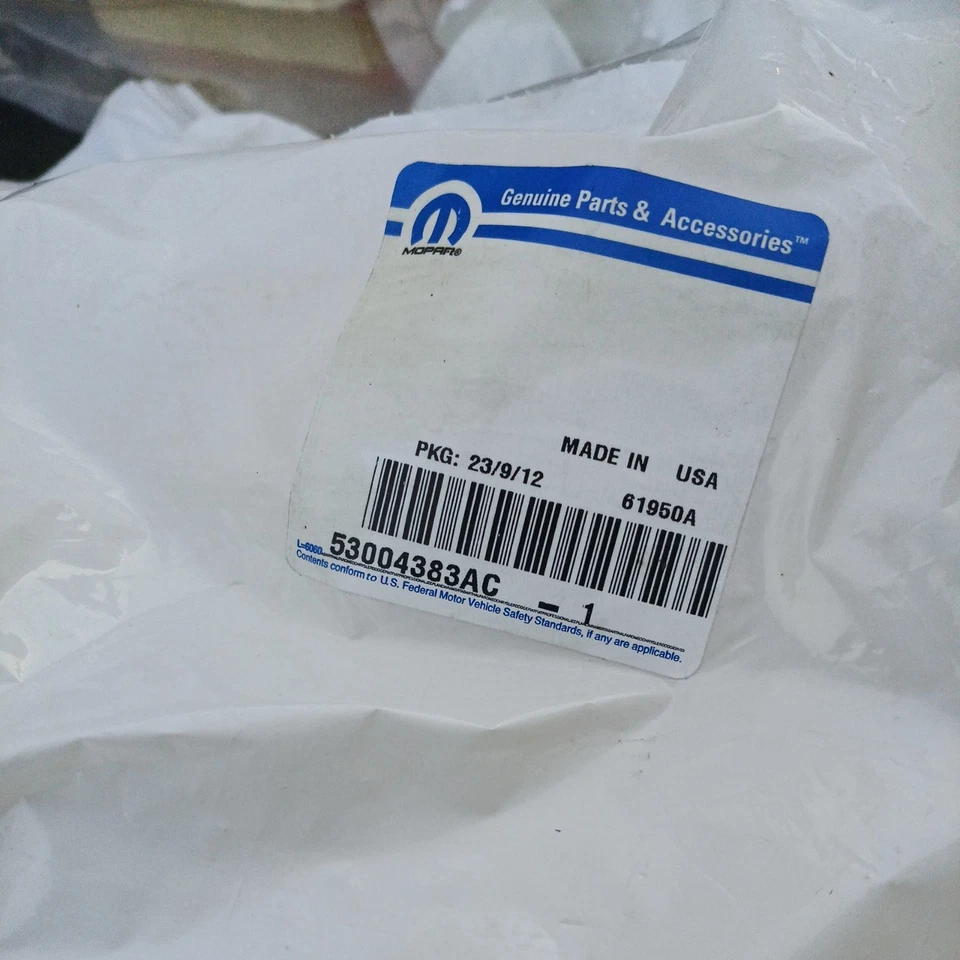 Genuine Parts & Accessories™
MOPAR®
MADE IN USA
PKG: 23/9/12
61950A
L-6060
53004383AC - 1
Contents conform to U.S. Federal Motor Vehicle Safety Standards, if any are applicable.